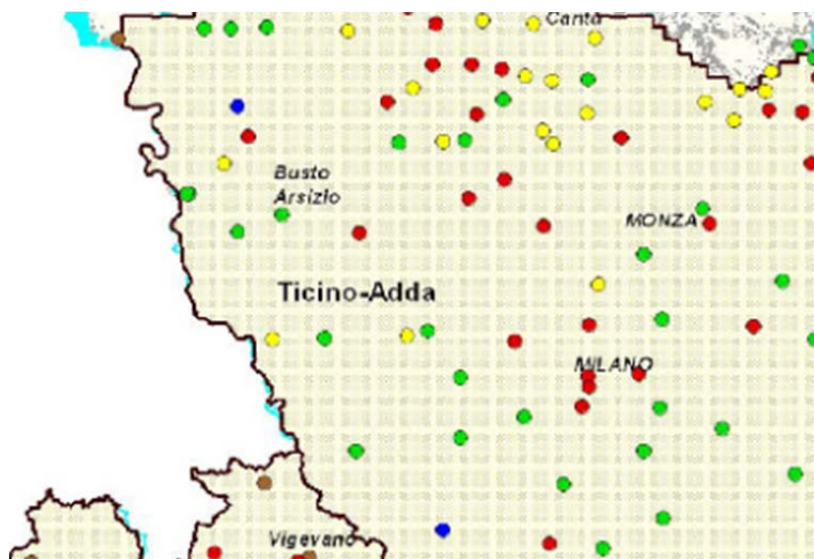 Cantù
Busto
Arsizio
MONZA
Ticino-Adda
MILANO
Vigevano